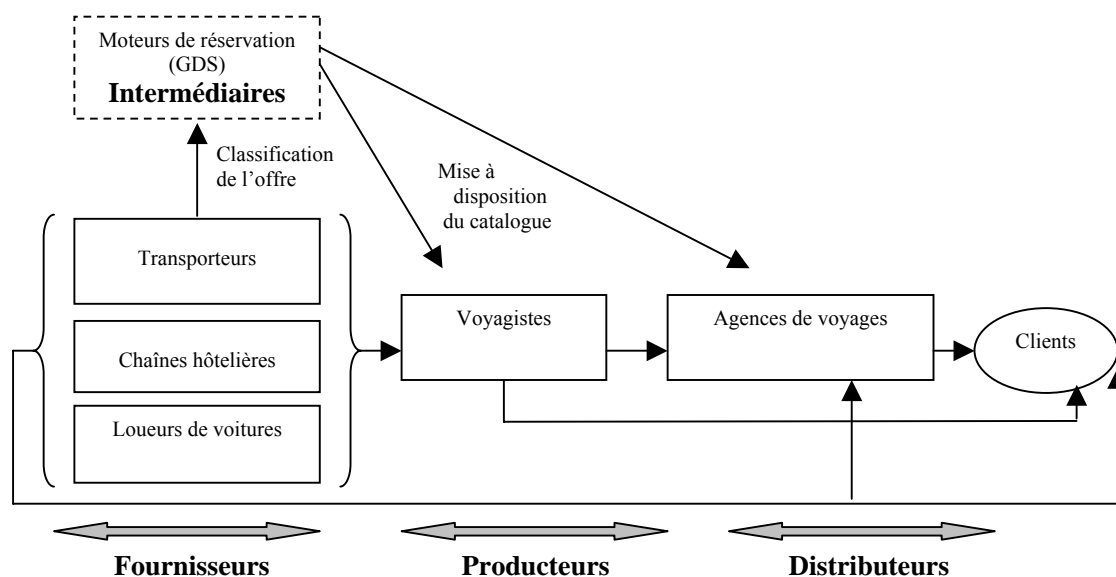 Moteurs de réservation
(GDS)
Intermédiaires
Classification
de l’offre
Mise à
disposition
du catalogue
Transporteurs
Voyagistes
Agences de voyages
Clients
Chaînes hôtelières
Loueurs de voitures
Fournisseurs
Producteurs
Distributeurs